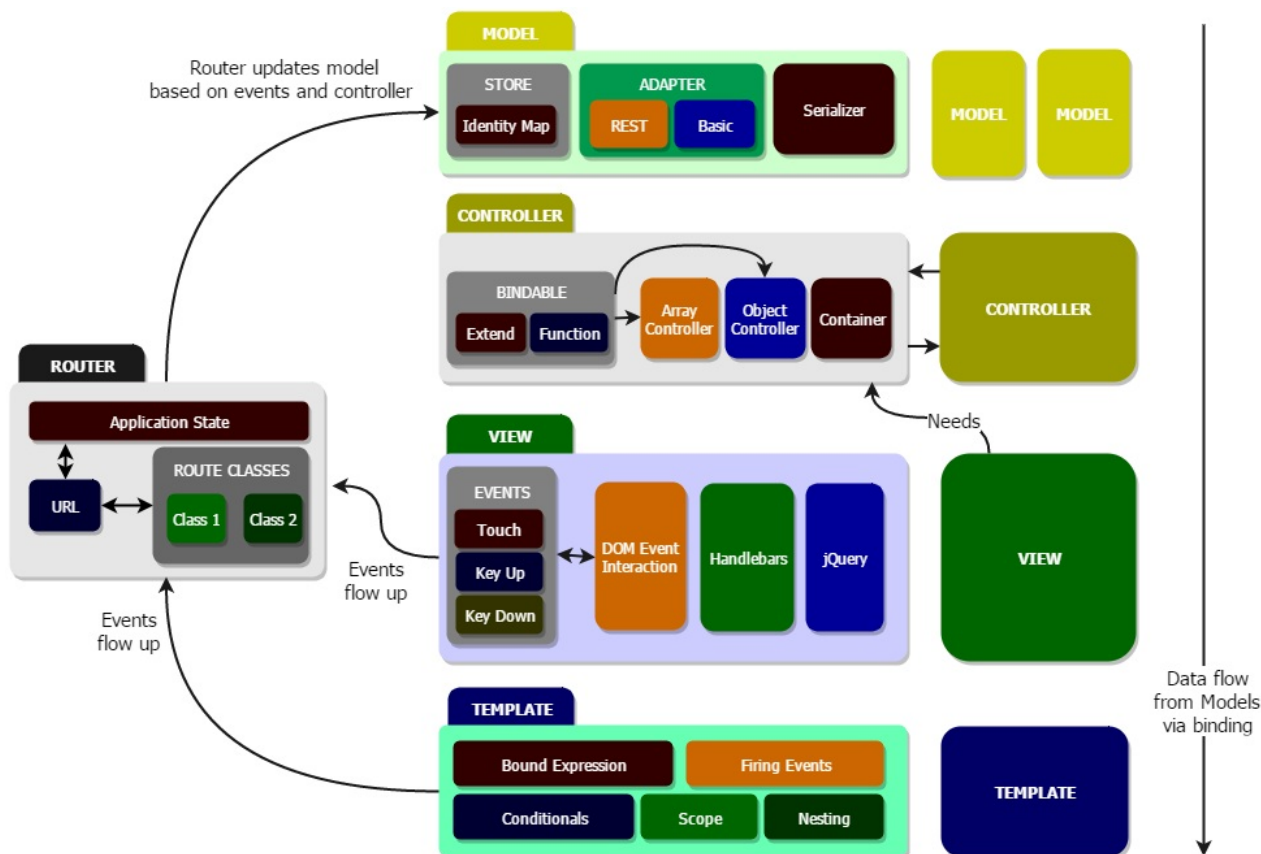 MODEL
Router updates model
based on events and controller
STORE
Identity Map
ADAPTER
REST
Basic
Serializer
MODEL
MODEL
CONTROLLER
BINDABLE
Extend
Function
Array
Controller
Object
Controller
Container
CONTROLLER
ROUTER
Application State
URL
ROUTE CLASSES
Class 1
Class 2
Needs
VIEW
EVENTS
Touch
Key Up
Key Down
DOM Event
Interaction
Handlebars
jQuery
VIEW
Events
flow up
Events
flow up
Data flow
from Models
via binding
TEMPLATE
Bound Expression
Firing Events
Conditionals
Scope
Nesting
TEMPLATE